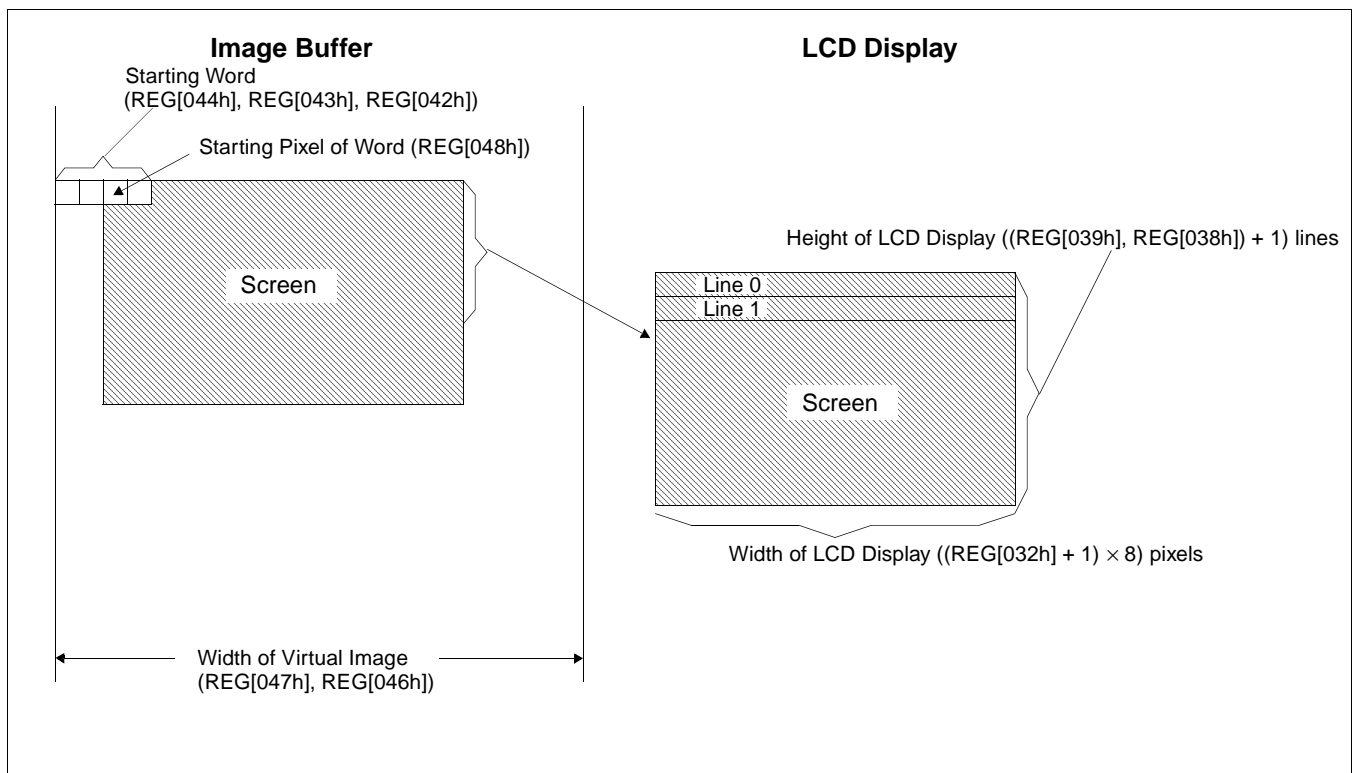 Image Buffer
LCD Display
Starting Word
(REG[044h], REG[043h], REG[042h])
Starting Pixel of Word (REG[048h])
Height of LCD Display ((REG[039h], REG[038h]) + 1) lines
Screen
Line 0
Line 1
Screen
Width of LCD Display ((REG[032h] + 1) × 8) pixels
Width of Virtual Image
(REG[047h], REG[046h])